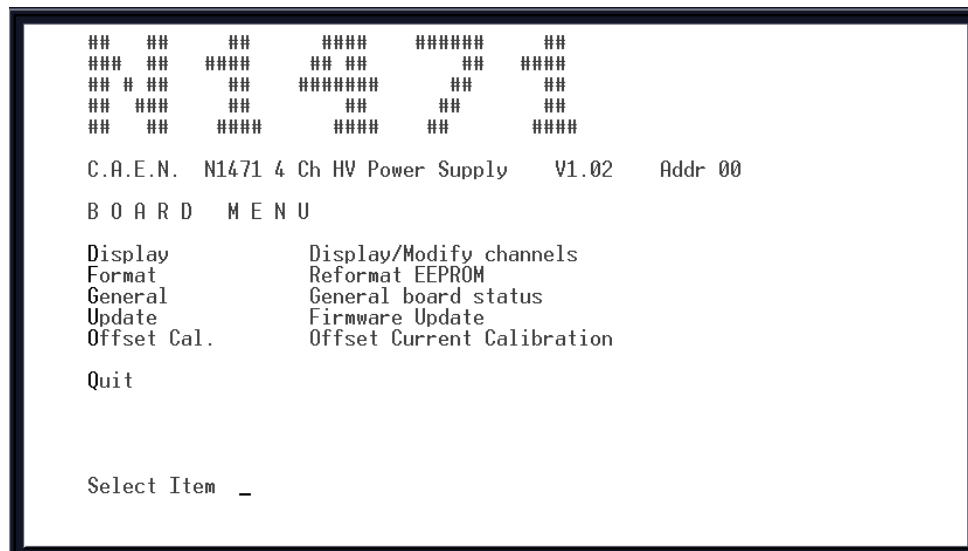 ##   ##     ##      ####    ######     ##
###  ##   ####     ## ##        ##   ####
## # ##     ##    #######      ##      ##
##  ###     ##        ##      ##       ##
##   ##    ####      ####    ##       ####
C.A.E.N.  N1471 4 Ch HV Power Supply    V1.02    Addr 00
B O A R D   M E N U
Display            Display/Modify channels
Format             Reformat EEPROM
General            General board status
Update             Firmware Update
Offset Cal.        Offset Current Calibration
Quit
Select Item  _